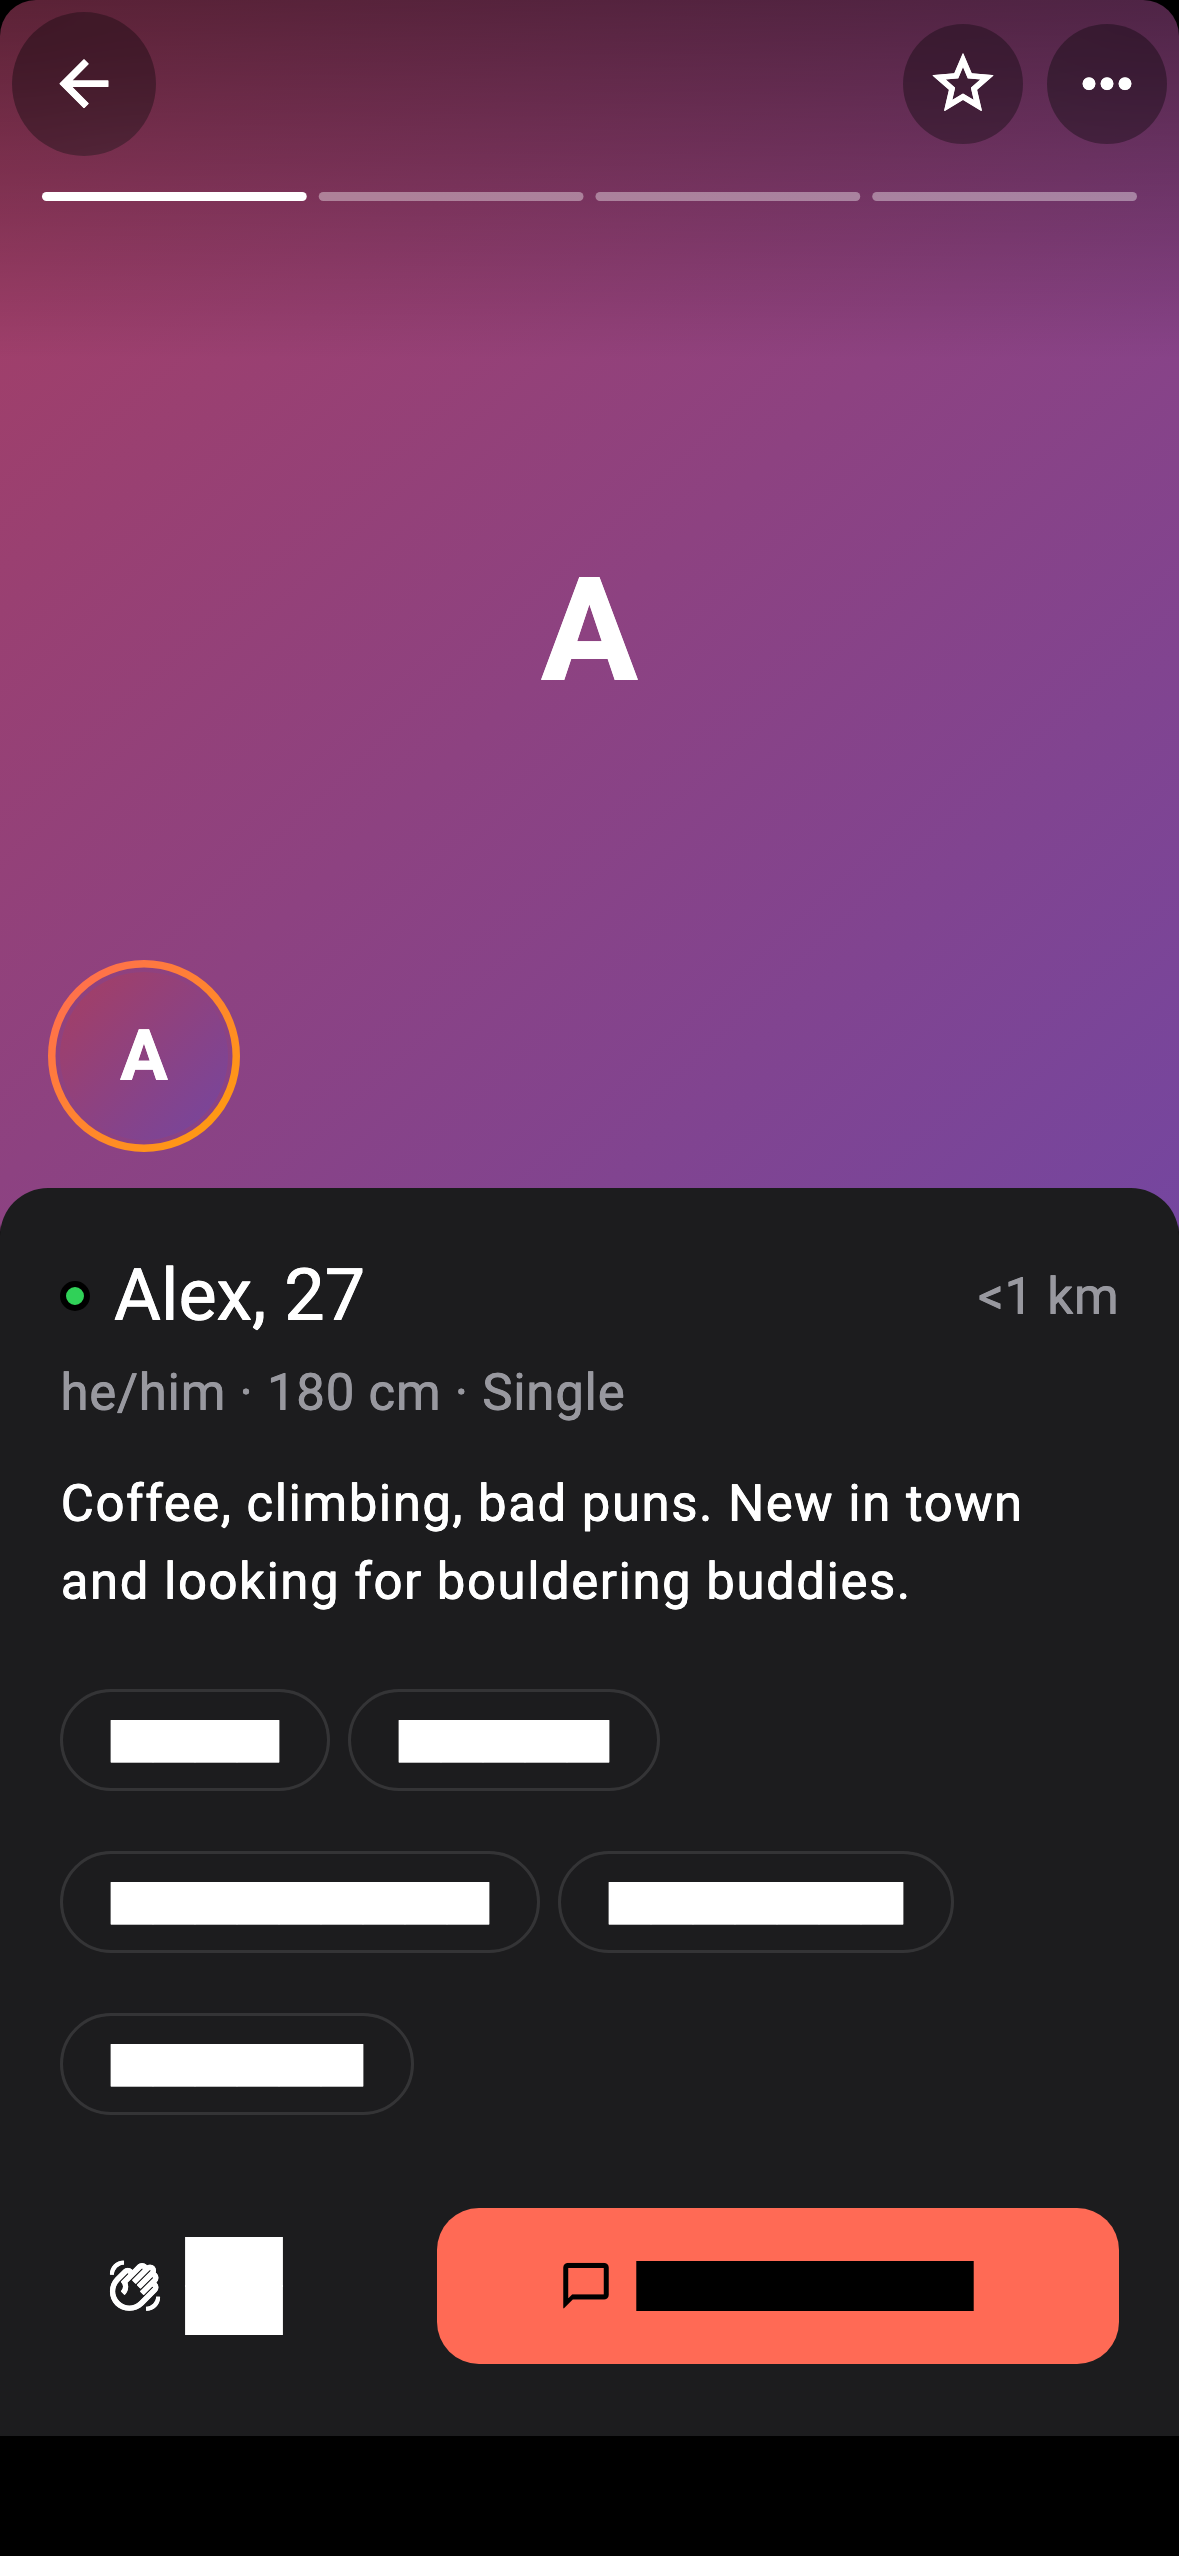 A
A
Alex, 27
<1 km
he/him · 180 cm · Single
Coffee, climbing, bad puns. New in town
and looking for bouldering buddies.